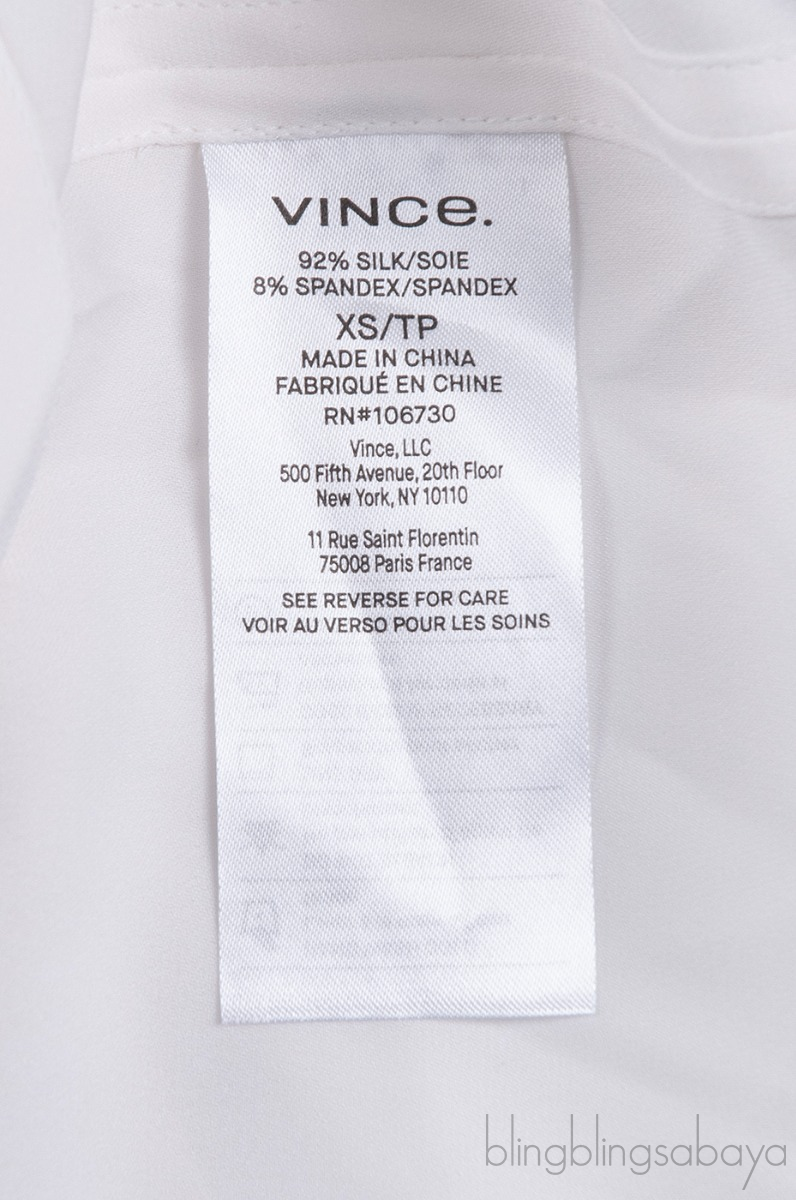 VINCE.
92% SILK/SOIE
8% SPANDEX/SPANDEX
XS/TP
MADE IN CHINA
FABRIQUÉ EN CHINE
RN#106730
Vince, LLC
500 Fifth Avenue, 20th Floor
New York, NY 10110
11 Rue Saint Florentin
75008 Paris France
SEE REVERSE FOR CARE
VOIR AU VERSO POUR LES SOINS
blingblingsabaya